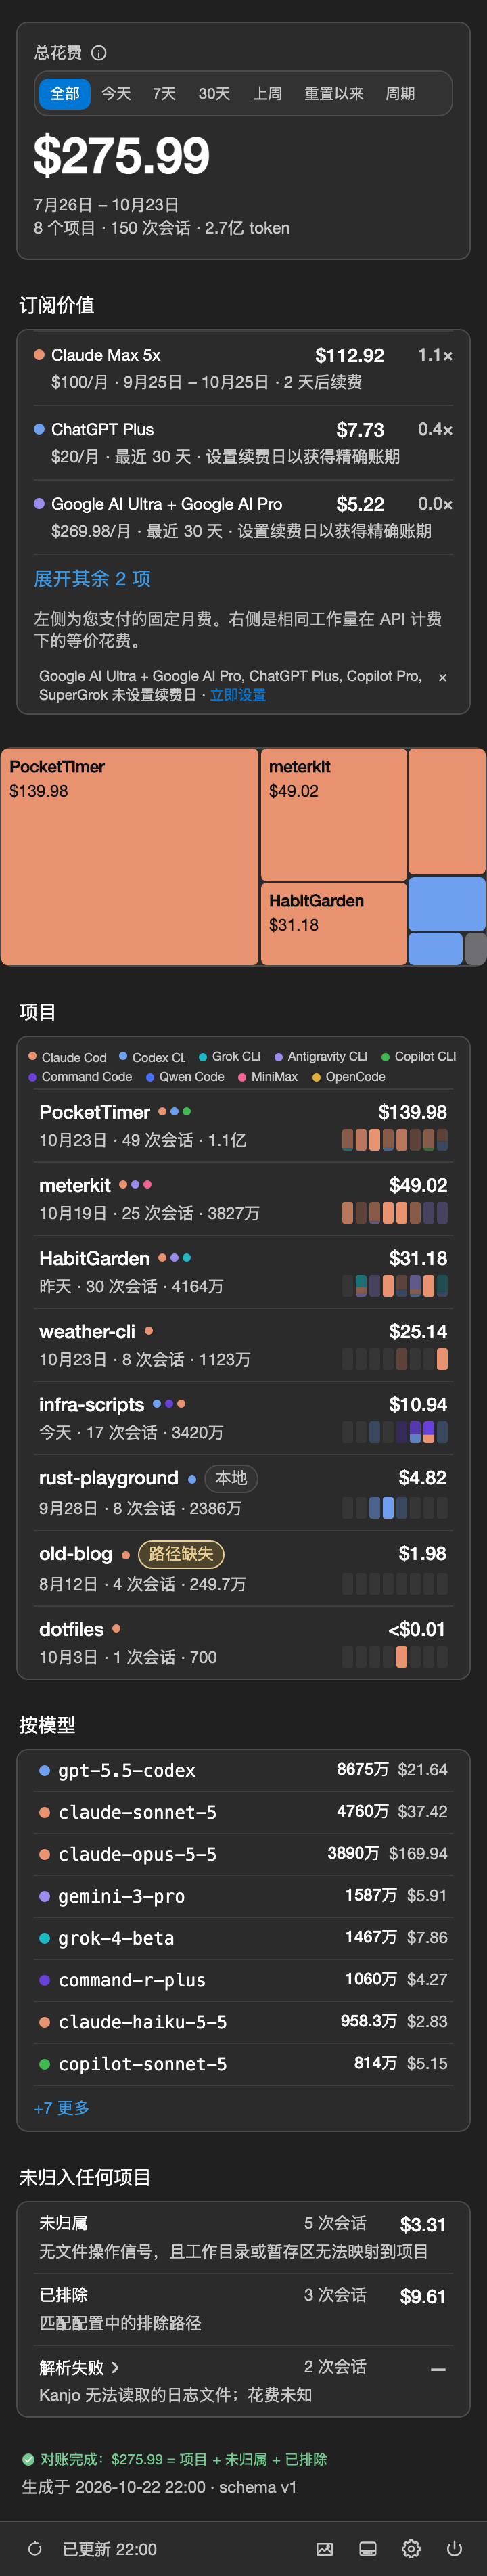 总花费
全部 今天 7天 30天 上周 重置以来 周期
$275.99
7月26日 – 10月23日
8 个项目 · 150 次会话 · 2.7亿 token
订阅价值
Claude Max 5x $112.92 1.1×
$100/月 · 9月25日 – 10月25日 · 2 天后续费
ChatGPT Plus $7.73 0.4×
$20/月 · 最近 30 天 · 设置续费日以获得精确账期
Google AI Ultra + Google AI Pro $5.22 0.0×
$269.98/月 · 最近 30 天 · 设置续费日以获得精确账期
展开其余 2 项
左侧为您支付的固定月费。右侧是相同工作量在 API 计费
下的等价花费。
Google AI Ultra + Google AI Pro, ChatGPT Plus, Copilot Pro, ×
SuperGrok 未设置续费日 · 立即设置
PocketTimer meterkit
$139.98 $49.02
HabitGarden
$31.18
项目
Claude Cod Codex CL Grok CLI Antigravity CLI Copilot CLI
Command Code Qwen Code MiniMax OpenCode
PocketTimer $139.98
10月23日 · 49 次会话 · 1.1亿
meterkit $49.02
10月19日 · 25 次会话 · 3827万
HabitGarden $31.18
昨天 · 30 次会话 · 4164万
weather-cli $25.14
10月23日 · 8 次会话 · 1123万
infra-scripts $10.94
今天 · 17 次会话 · 3420万
rust-playground 本地 $4.82
9月28日 · 8 次会话 · 2386万
old-blog 路径缺失 $1.98
8月12日 · 4 次会话 · 249.7万
dotfiles <$0.01
10月3日 · 1 次会话 · 700
按模型
gpt-5.5-codex 8675万 $21.64
claude-sonnet-5 4760万 $37.42
claude-opus-5-5 3890万 $169.94
gemini-3-pro 1587万 $5.91
grok-4-beta 1467万 $7.86
command-r-plus 1060万 $4.27
claude-haiku-5-5 958.3万 $2.83
copilot-sonnet-5 814万 $5.15
+7 更多
未归入任何项目
未归属 5 次会话 $3.31
无文件操作信号，且工作目录或暂存区无法映射到项目
已排除 3 次会话 $9.61
匹配配置中的排除路径
解析失败 2 次会话 —
Kanjo 无法读取的日志文件；花费未知
对账完成：$275.99 = 项目 + 未归属 + 已排除
生成于 2026-10-22 22:00 · schema v1
已更新 22:00